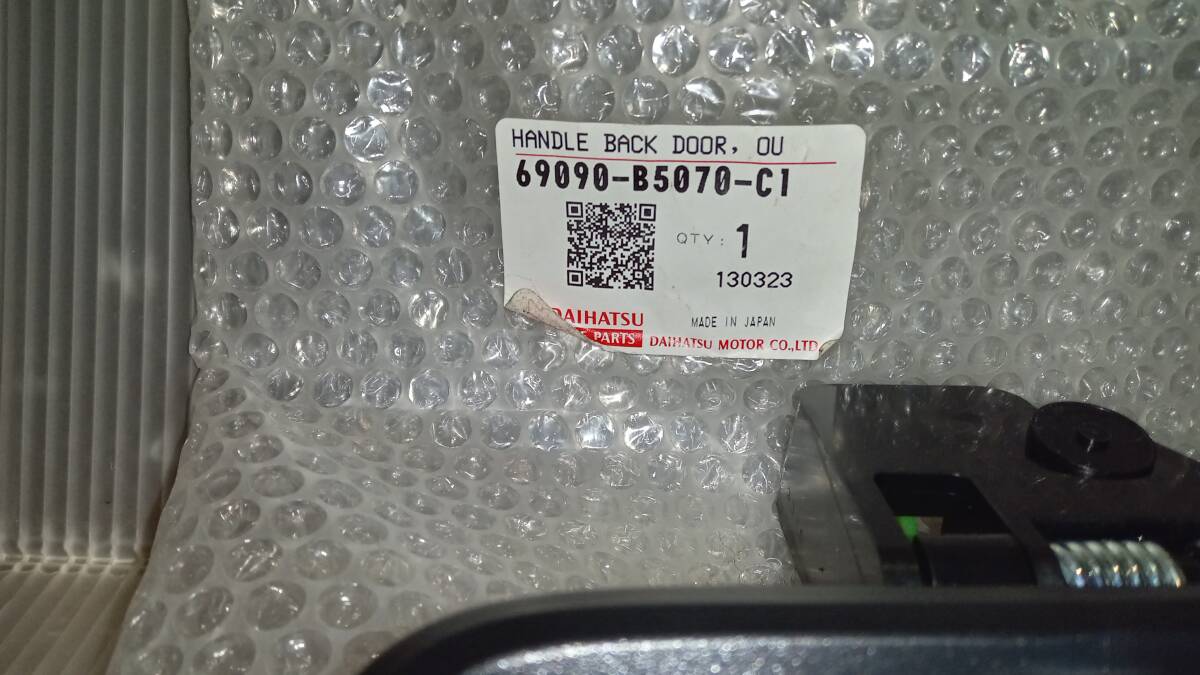 HANDLE BACK DOOR, OU
69090-B5070-C1
QTY: 1
130323
DAIHATSU
PARTS
MADE IN JAPAN
DAIHATSU MOTOR CO.,LTD.